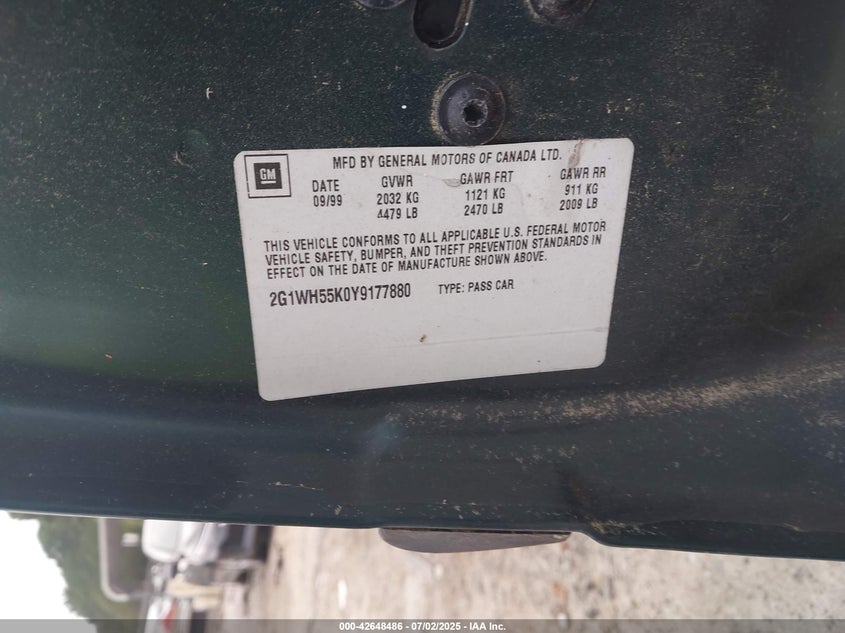 GM
MFD BY GENERAL MOTORS OF CANADA LTD.
DATE GVWR GAWR FRT GAWR RR
09/99 2032 KG 1121 KG 911 KG
4479 LB 2470 LB 2009 LB
THIS VEHICLE CONFORMS TO ALL APPLICABLE U.S. FEDERAL MOTOR
VEHICLE SAFETY, BUMPER, AND THEFT PREVENTION STANDARDS IN
EFFECT ON THE DATE OF MANUFACTURE SHOWN ABOVE.
2G1WH55K0Y9177880 TYPE: PASS CAR
000-42648486 - 07/02/2025 - IAA Inc.